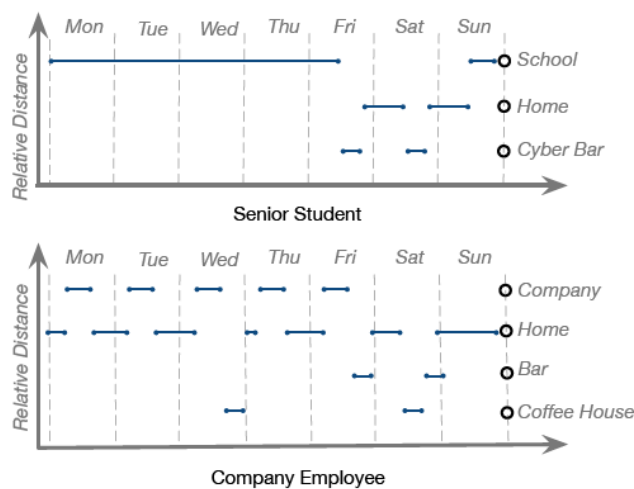 Mon Tue Wed Thu Fri Sat Sun
Relative Distance
School
Home
Cyber Bar
Senior Student
Mon Tue Wed Thu Fri Sat Sun
Relative Distance
Company
Home
Bar
Coffee House
Company Employee